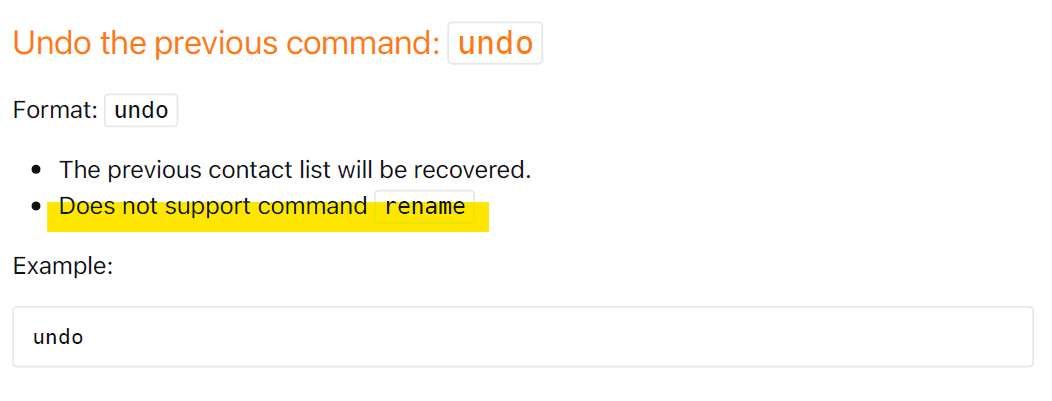 Undo the previous command: undo
Format: undo
The previous contact list will be recovered.
Does not support command rename
Example:
undo